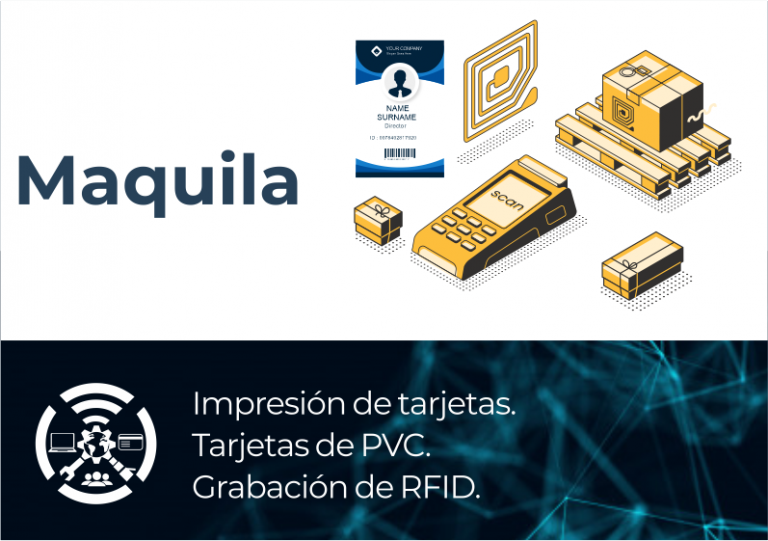 Maquila
YOUR COMPANY
NAME
SURNAME
Director
scan
Impresión de tarjetas.
Tarjetas de PVC.
Grabación de RFID.